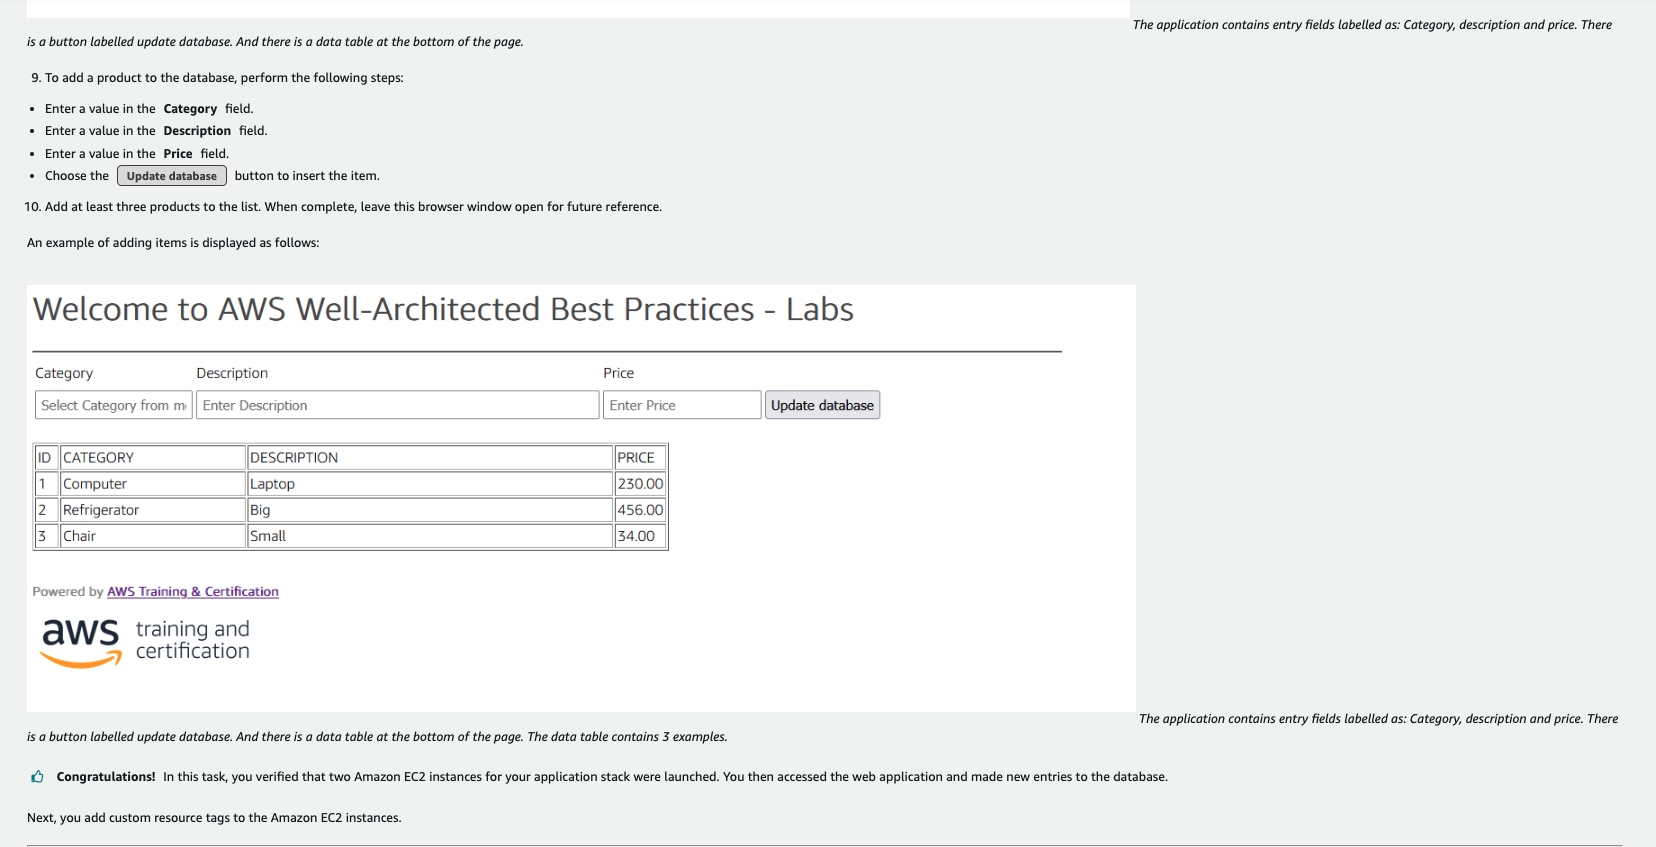 The application contains entry fields labelled as: Category, description and price. There
is a button labelled update database. And there is a data table at the bottom of the page.
9. To add a product to the database, perform the following steps:
• Enter a value in the Category field.
• Enter a value in the Description field.
• Enter a value in the Price field.
• Choose the Update database button to insert the item.
10. Add at least three products to the list. When complete, leave this browser window open for future reference.
An example of adding items is displayed as follows:
Welcome to AWS Well-Architected Best Practices - Labs
Category Description Price
Select Category from m Enter Description Enter Price Update database
ID CATEGORY DESCRIPTION PRICE
1 Computer Laptop 230.00
2 Refrigerator Big 456.00
3 Chair Small 34.00
Powered by AWS Training & Certification
aws training and
certification
The application contains entry fields labelled as: Category, description and price. There
is a button labelled update database. And there is a data table at the bottom of the page. The data table contains 3 examples.
Congratulations! In this task, you verified that two Amazon EC2 instances for your application stack were launched. You then accessed the web application and made new entries to the database.
Next, you add custom resource tags to the Amazon EC2 instances.